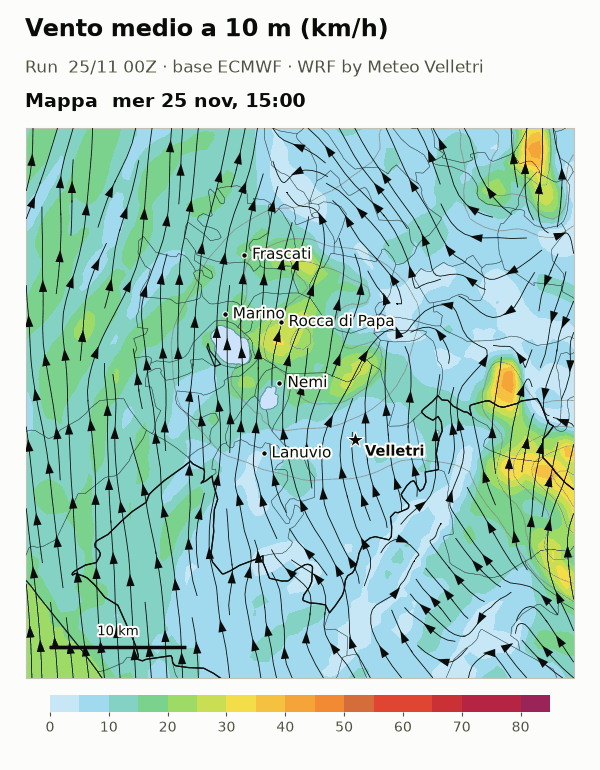 Vento medio a 10 m (km/h)
Run  25/11 00Z · base ECMWF · WRF by Meteo Velletri
Mappa  mer 25 nov, 15:00
Frascati
Marino
Rocca di Papa
Nemi
Velletri
Lanuvio
10 km
0 10 20 30 40 50 60 70 80